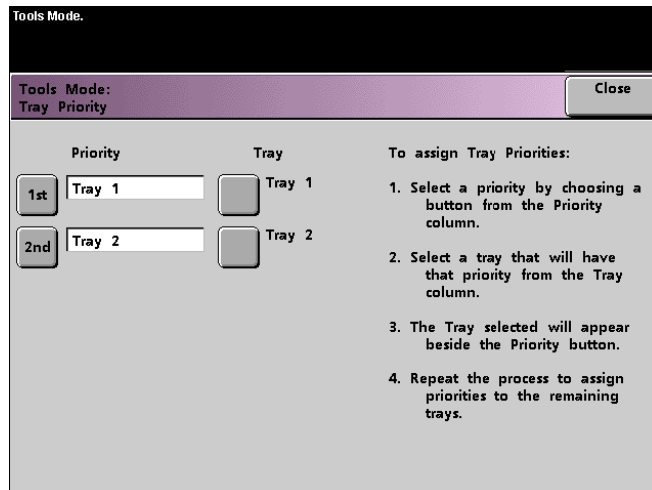 Tools Mode.
Tools Mode:
Tray Priority
Close
Priority
Tray
1st
Tray 1
Tray 1
2nd
Tray 2
Tray 2
To assign Tray Priorities:
1. Select a priority by choosing a
button from the Priority
column.
2. Select a tray that will have
that priority from the Tray
column.
3. The Tray selected will appear
beside the Priority button.
4. Repeat the process to assign
priorities to the remaining
trays.